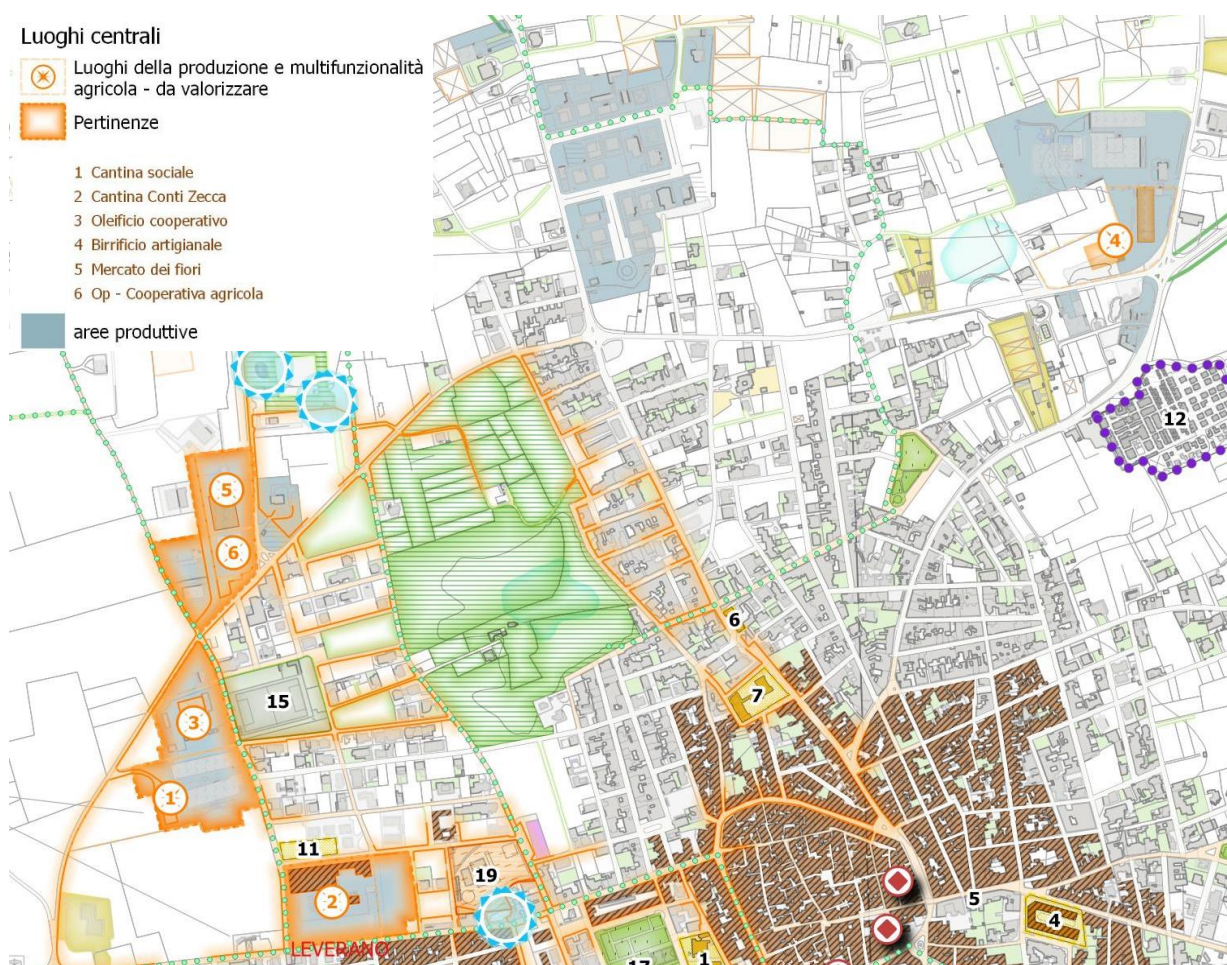 Luoghi centrali
Luoghi della produzione e multifunzionalità
agricola - da valorizzare
Pertinenze
1 Cantina sociale
2 Cantina Conti Zecca
3 Oleificio cooperativo
4 Birrificio artigianale
5 Mercato dei fiori
6 Op - Cooperativa agricola
aree produttive
4
12
5
6
6
7
15
3
1
11
2
19
5
4
LEVERANO
17
1